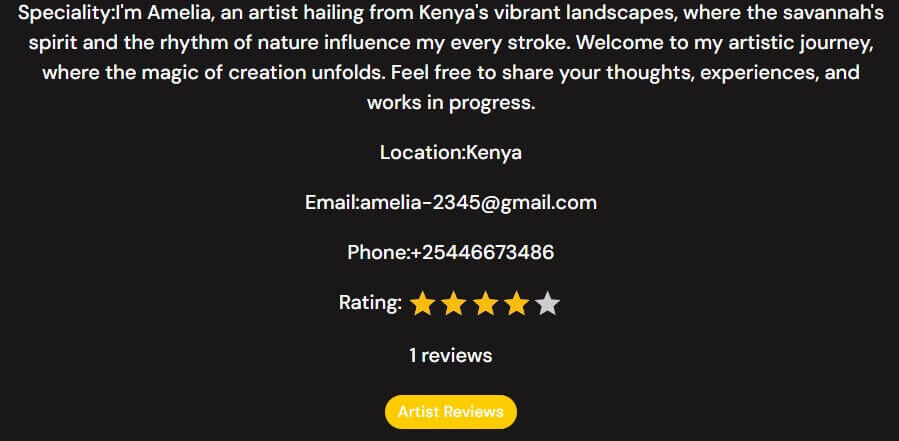 Speciality:I'm Amelia, an artist hailing from Kenya's vibrant landscapes, where the savannah's
spirit and the rhythm of nature influence my every stroke. Welcome to my artistic journey,
where the magic of creation unfolds. Feel free to share your thoughts, experiences, and
works in progress.
Location:Kenya
Email:amelia-2345@gmail.com
Phone:+25446673486
Rating:
1 reviews
Artist Reviews